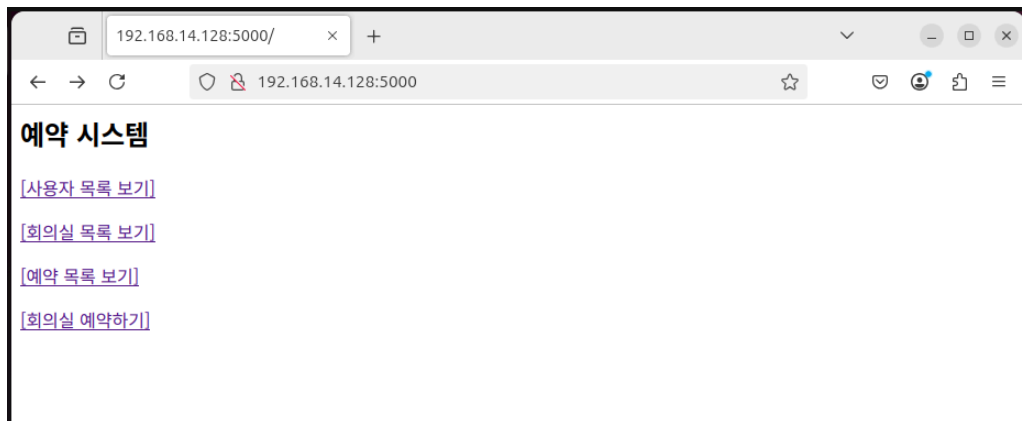 192.168.14.128:5000/
192.168.14.128:5000
예약 시스템
[사용자 목록 보기]
[회의실 목록 보기]
[예약 목록 보기]
[회의실 예약하기]